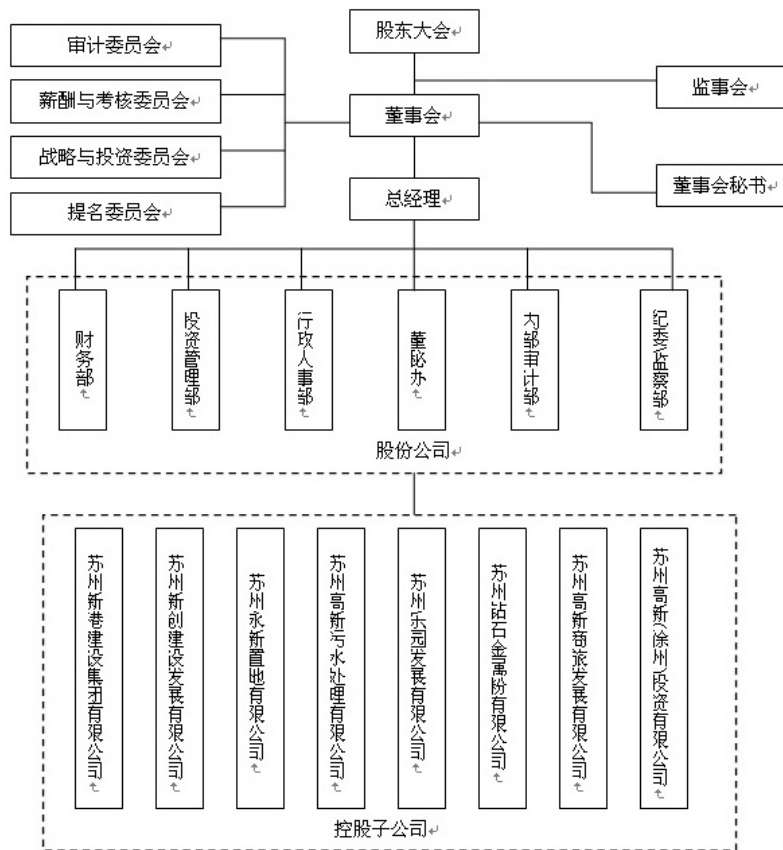 股东大会
审计委员会
监事会
薪酬与考核委员会
董事会
战略与投资委员会
董事会秘书
总经理
提名委员会
财务部
投资管理部
行政人事部
董秘办
内部审计部
纪委监察部
股份公司
苏州新港建设集团有限公司
苏州新创建设发展有限公司
苏州永新置地有限公司
苏州高新污水处理有限公司
苏州乐园发展有限公司
苏州钻石金属粉有限公司
苏州高新商旅发展有限公司
苏州高新(徐州)投资有限公司
控股子公司